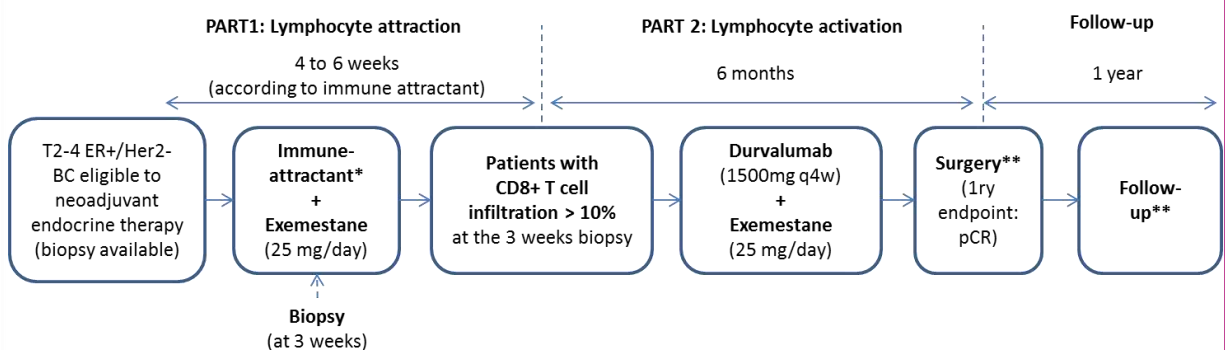 PART1: Lymphocyte attraction
PART 2: Lymphocyte activation
Follow-up
4 to 6 weeks
(according to immune attractant)
6 months
1 year
T2-4 ER+/Her2-
BC eligible to
neoadjuvant
endocrine therapy
(biopsy available)
Immune-
attractant*
+
Exemestane
(25 mg/day)
Patients with
CD8+ T cell
infiltration > 10%
at the 3 weeks biopsy
Durvalumab
(1500mg q4w)
+
Exemestane
(25 mg/day)
Surgery**
(1ry
endpoint:
pCR)
Follow-
up**
Biopsy
(at 3 weeks)